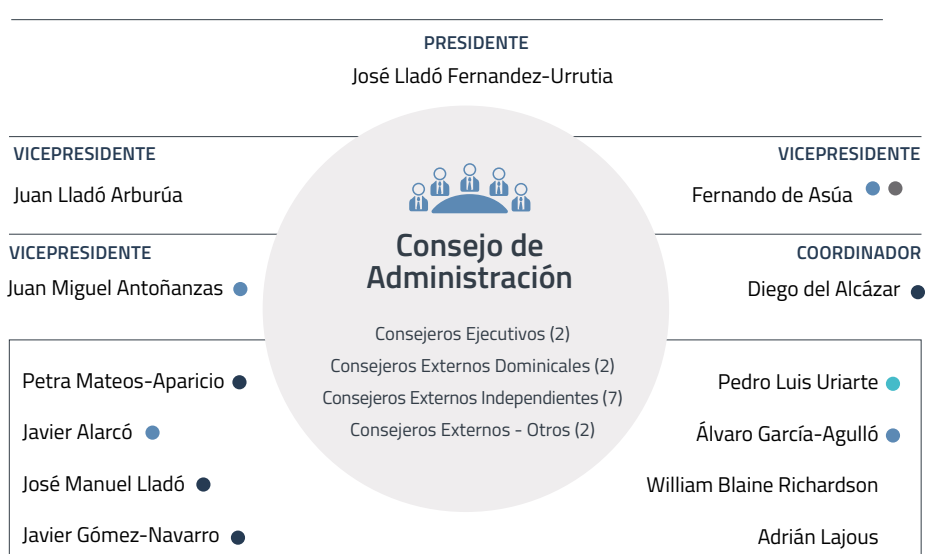 PRESIDENTE
José Lladó Fernandez-Urrutia
VICEPRESIDENTE
Juan Lladó Arburúa
VICEPRESIDENTE
Fernando de Asúa
VICEPRESIDENTE
Juan Miguel Antoñanzas
COORDINADOR
Diego del Alcázar
Consejo de
Administración
Consejeros Ejecutivos (2)
Consejeros Externos Dominicales (2)
Consejeros Externos Independientes (7)
Consejeros Externos - Otros (2)
Petra Mateos-Aparicio
Javier Alarcó
José Manuel Lladó
Javier Gómez-Navarro
Pedro Luis Uriarte
Álvaro García-Agulló
William Blaine Richardson
Adrián Lajous